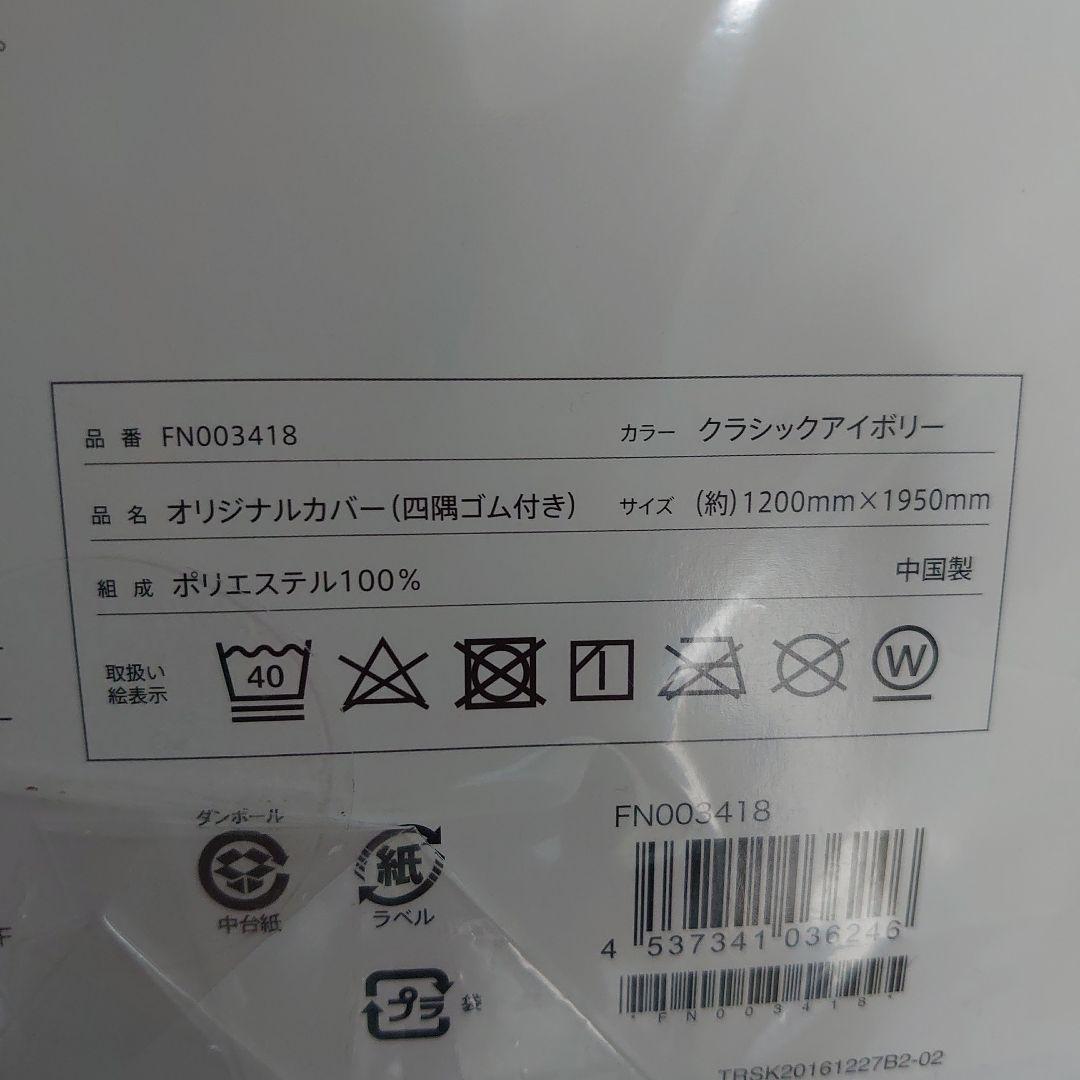 品番 FN003418 カラー クラシックアイボリー
品名 オリジナルカバー(四隅ゴム付き) サイズ (約)1200mm×1950mm
組成 ポリエステル100% 中国製
取扱い
絵表示
40
W
ダンボール
中台紙
紙
ラベル
プラ 袋
FN003418
4 537341 036246
*FN003418*
TRSK20161227B2-02